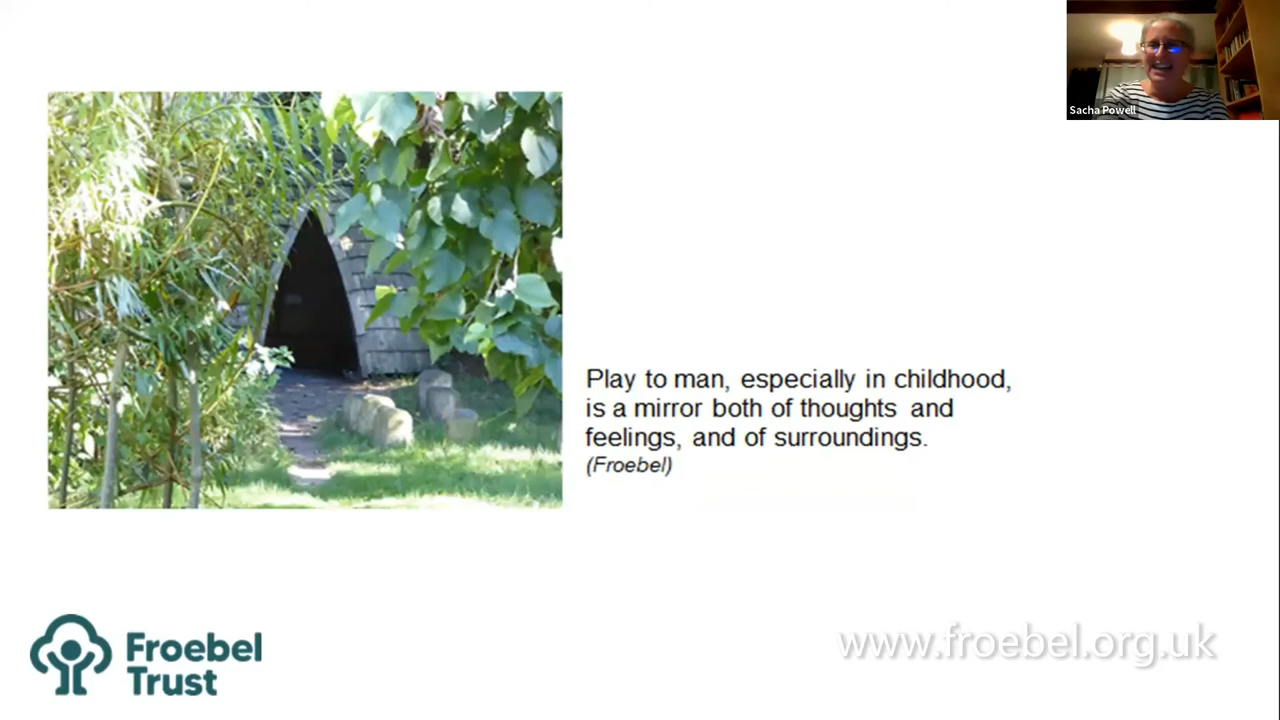 Sacha Powell
Play to man, especially in childhood,
is a mirror both of thoughts and
feelings, and of surroundings.
(Froebel)
Froebel
Trust
www.froebel.org.uk